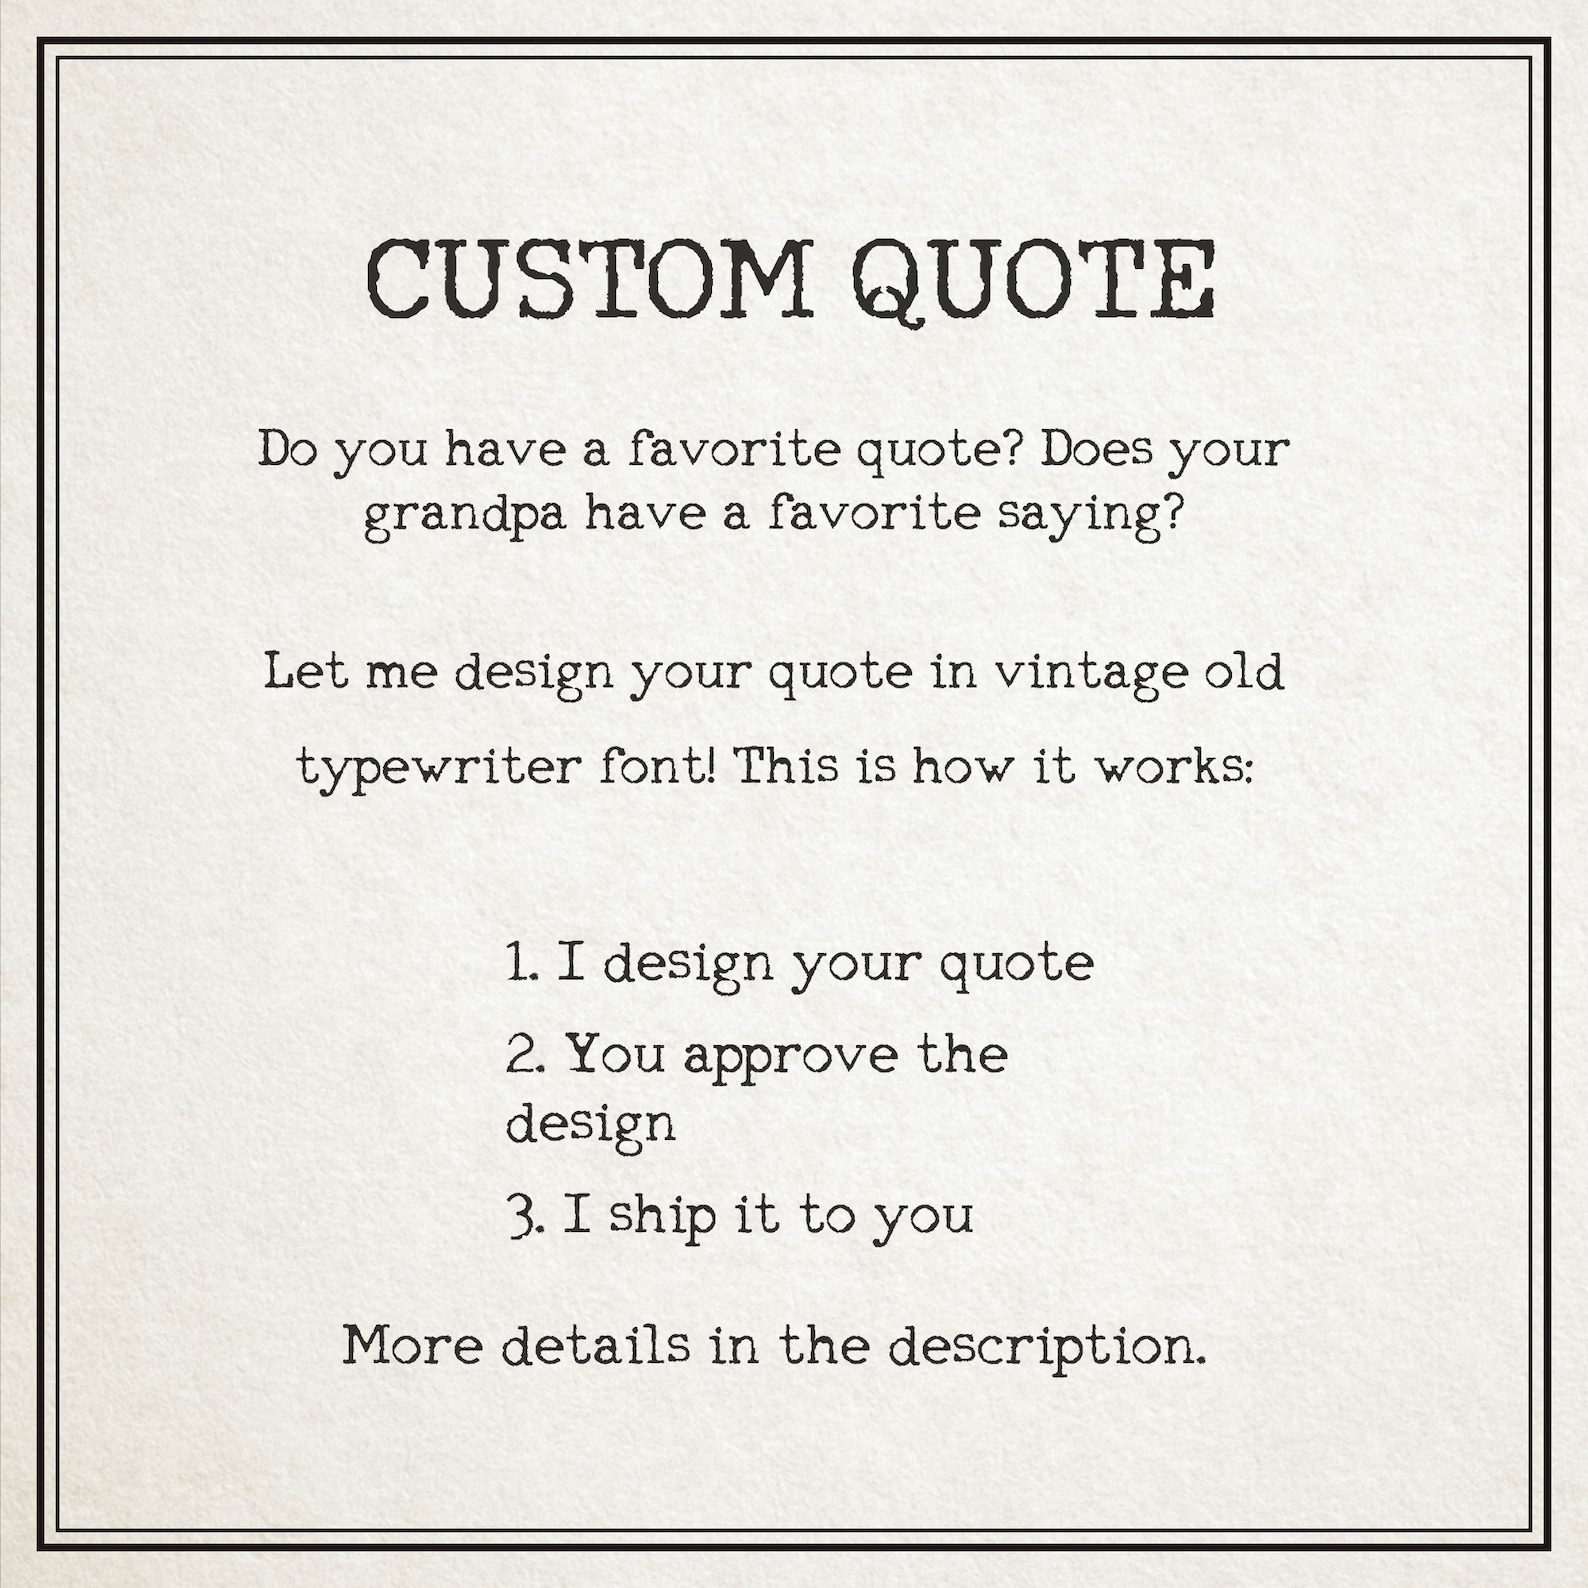 CUSTOM QUOTE
Do you have a favorite quote? Does your
grandpa have a favorite saying?
Let me design your quote in vintage old
typewriter font! This is how it works:
1. I design your quote
2. You approve the
design
3. I ship it to you
More details in the description.